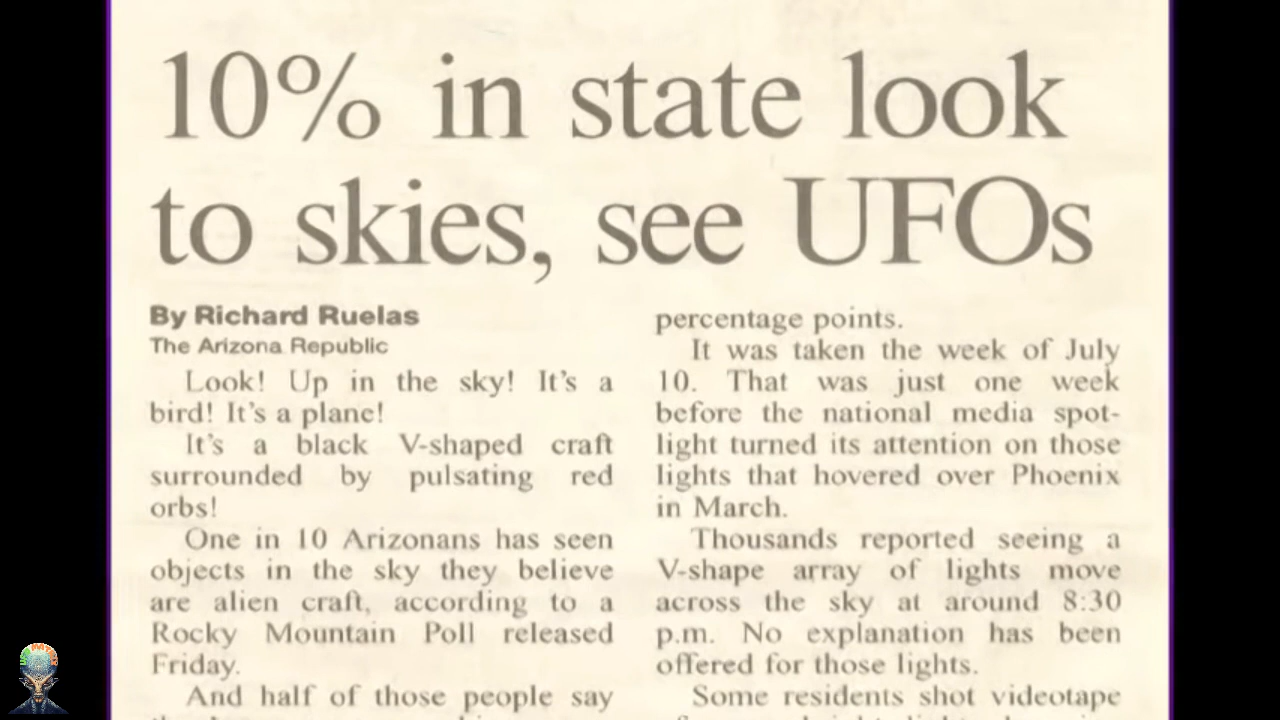 10% in state look
to skies, see UFOs
By Richard Ruelas
The Arizona Republic
Look! Up in the sky! It's a
bird! It's a plane!
It's a black V-shaped craft
surrounded by pulsating red
orbs!
One in 10 Arizonans has seen
objects in the sky they believe
are alien craft, according to a
Rocky Mountain Poll released
Friday.
And half of those people say
percentage points.
It was taken the week of July
10. That was just one week
before the national media spot-
light turned its attention on those
lights that hovered over Phoenix
in March.
Thousands reported seeing a
V-shape array of lights move
across the sky at around 8:30
p.m. No explanation has been
offered for those lights.
Some residents shot videotape